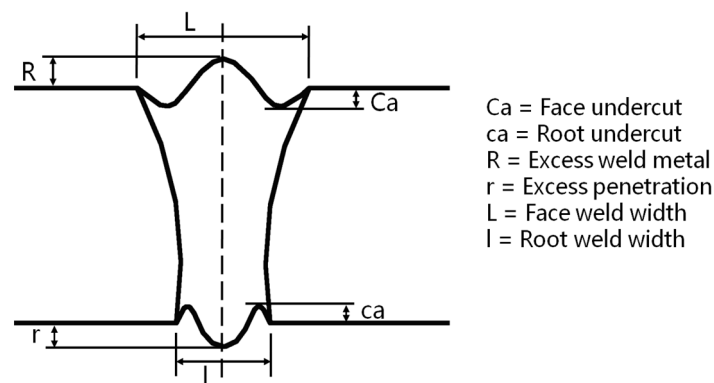 L
R
Ca
Ca = Face undercut
ca = Root undercut
R = Excess weld metal
r = Excess penetration
L = Face weld width
l = Root weld width
ca
r
l